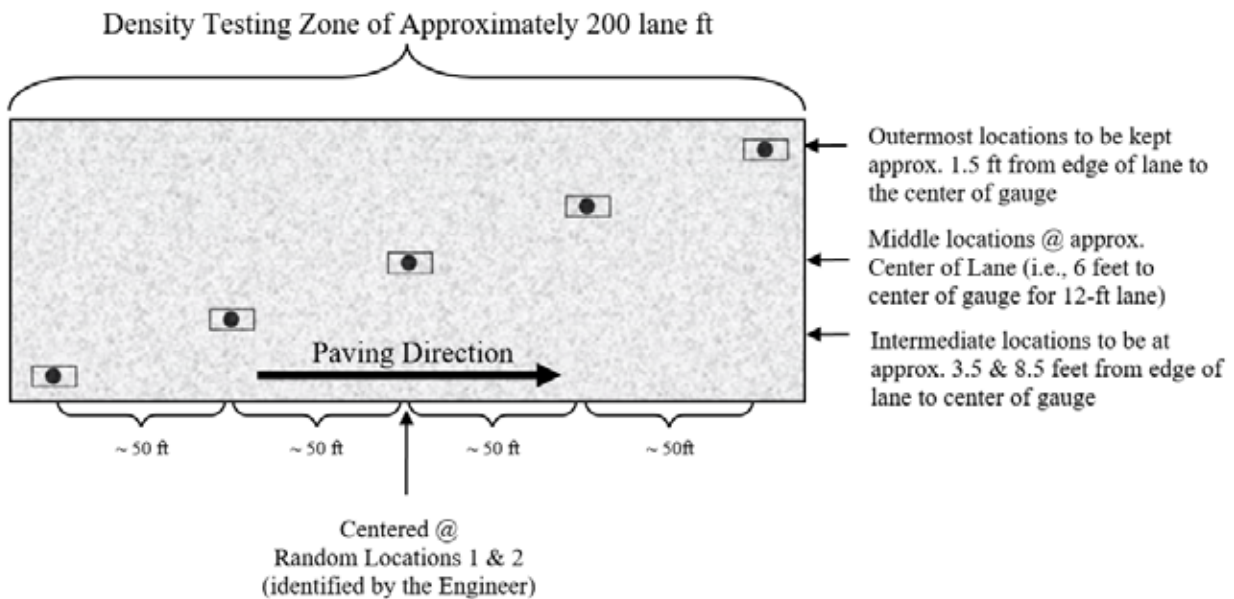 Density Testing Zone of Approximately 200 lane ft
Outermost locations to be kept
approx. 1.5 ft from edge of lane to
the center of gauge
Middle locations @ approx.
Center of Lane (i.e., 6 feet to
center of gauge for 12-ft lane)
Intermediate locations to be at
approx. 3.5 & 8.5 feet from edge of
lane to center of gauge
Paving Direction
~ 50 ft
~ 50 ft
~ 50 ft
~ 50ft
Centered @
Random Locations 1 & 2
(identified by the Engineer)